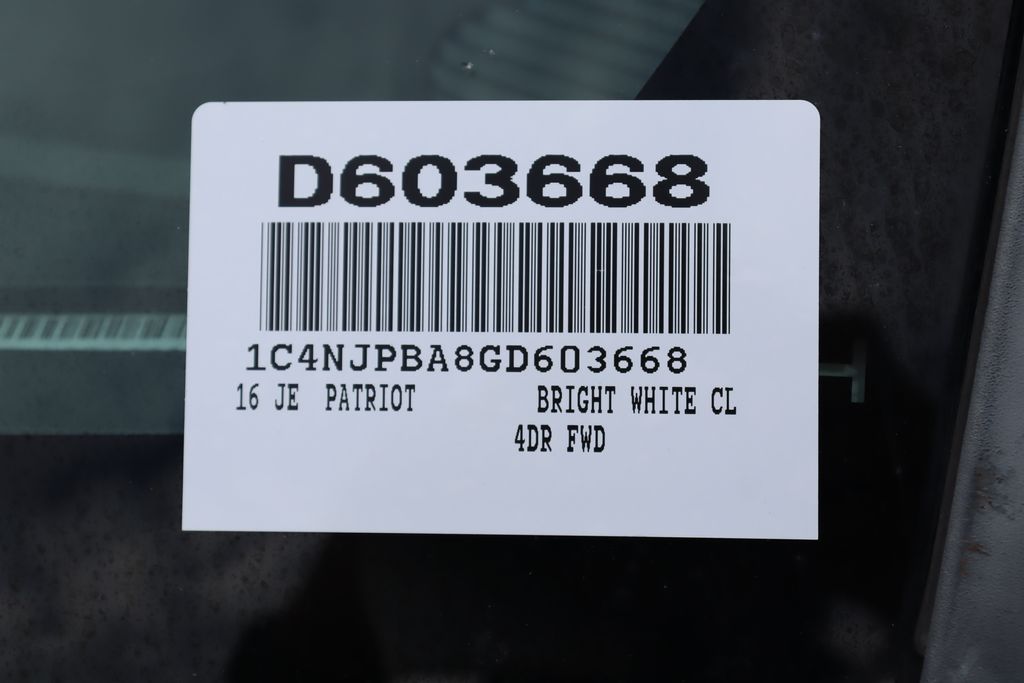 D603668
1C4NJPBA8GD603668
16 JE PATRIOT BRIGHT WHITE CL
4DR FWD